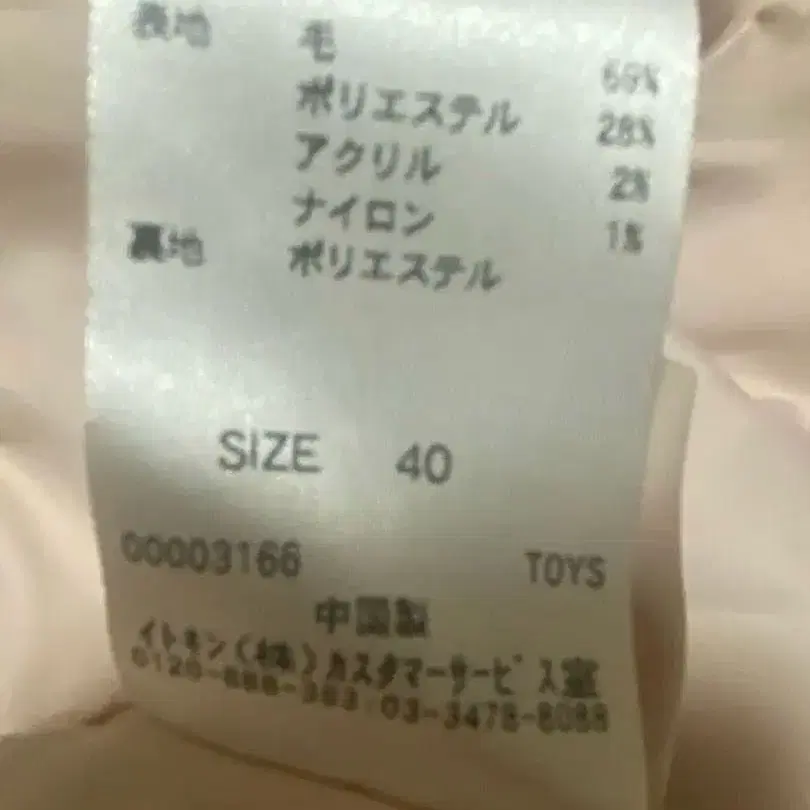 表地 毛 69%
ポリエステル 28%
アクリル 2%
ナイロン 1%
裏地 ポリエステル
SIZE 40
00003166 TOYS
中国製
イトキン(株)カスタマーサービス室
03-3478-8088